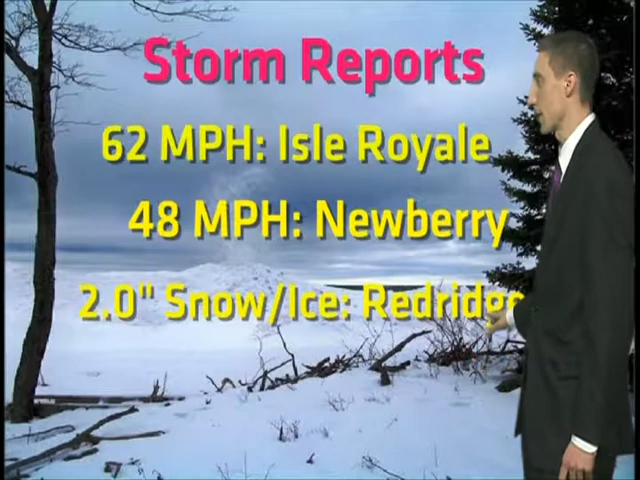 Storm Reports
62 MPH: Isle Royale
48 MPH: Newberry
2.0" Snow/Ice: Redridge